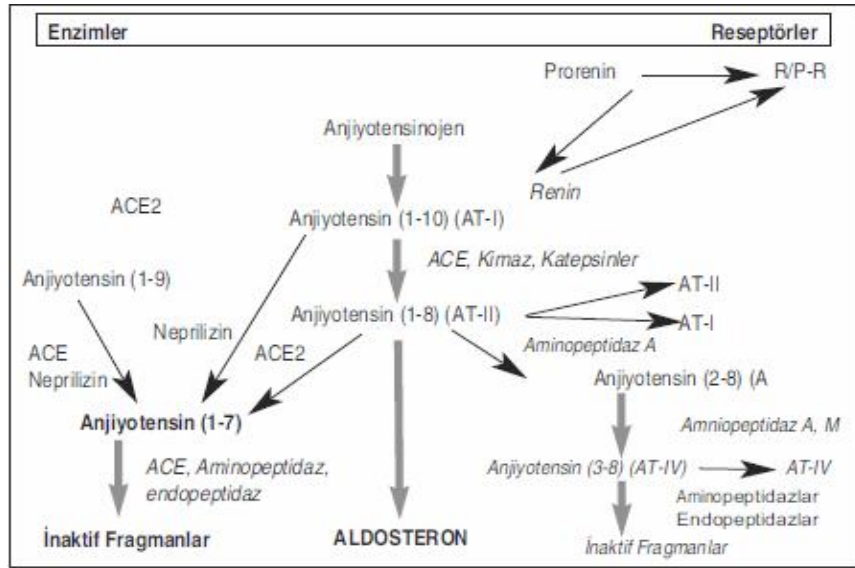 Enzimler Reseptörler
Prorenin R/P-R
Anjiyotensinojen
Renin
ACE2
Anjiyotensin (1-10) (AT-I)
ACE, Kimaz, Katepsinler
Anjiyotensin (1-9)
AT-II
Anjiyotensin (1-8) (AT-II)
AT-I
Neprilizin
ACE2
Aminopeptidaz A
ACE
Neprilizin
Anjiyotensin (2-8) (A
Anjiyotensin (1-7)
Amniopeptidaz A, M
ACE, Aminopeptidaz,
endopeptidaz
Anjiyotensin (3-8) (AT-IV) AT-IV
Aminopeptidazlar
Endopeptidazlar
İnaktif Fragmanlar
ALDOSTERON
İnaktif Fragmanlar